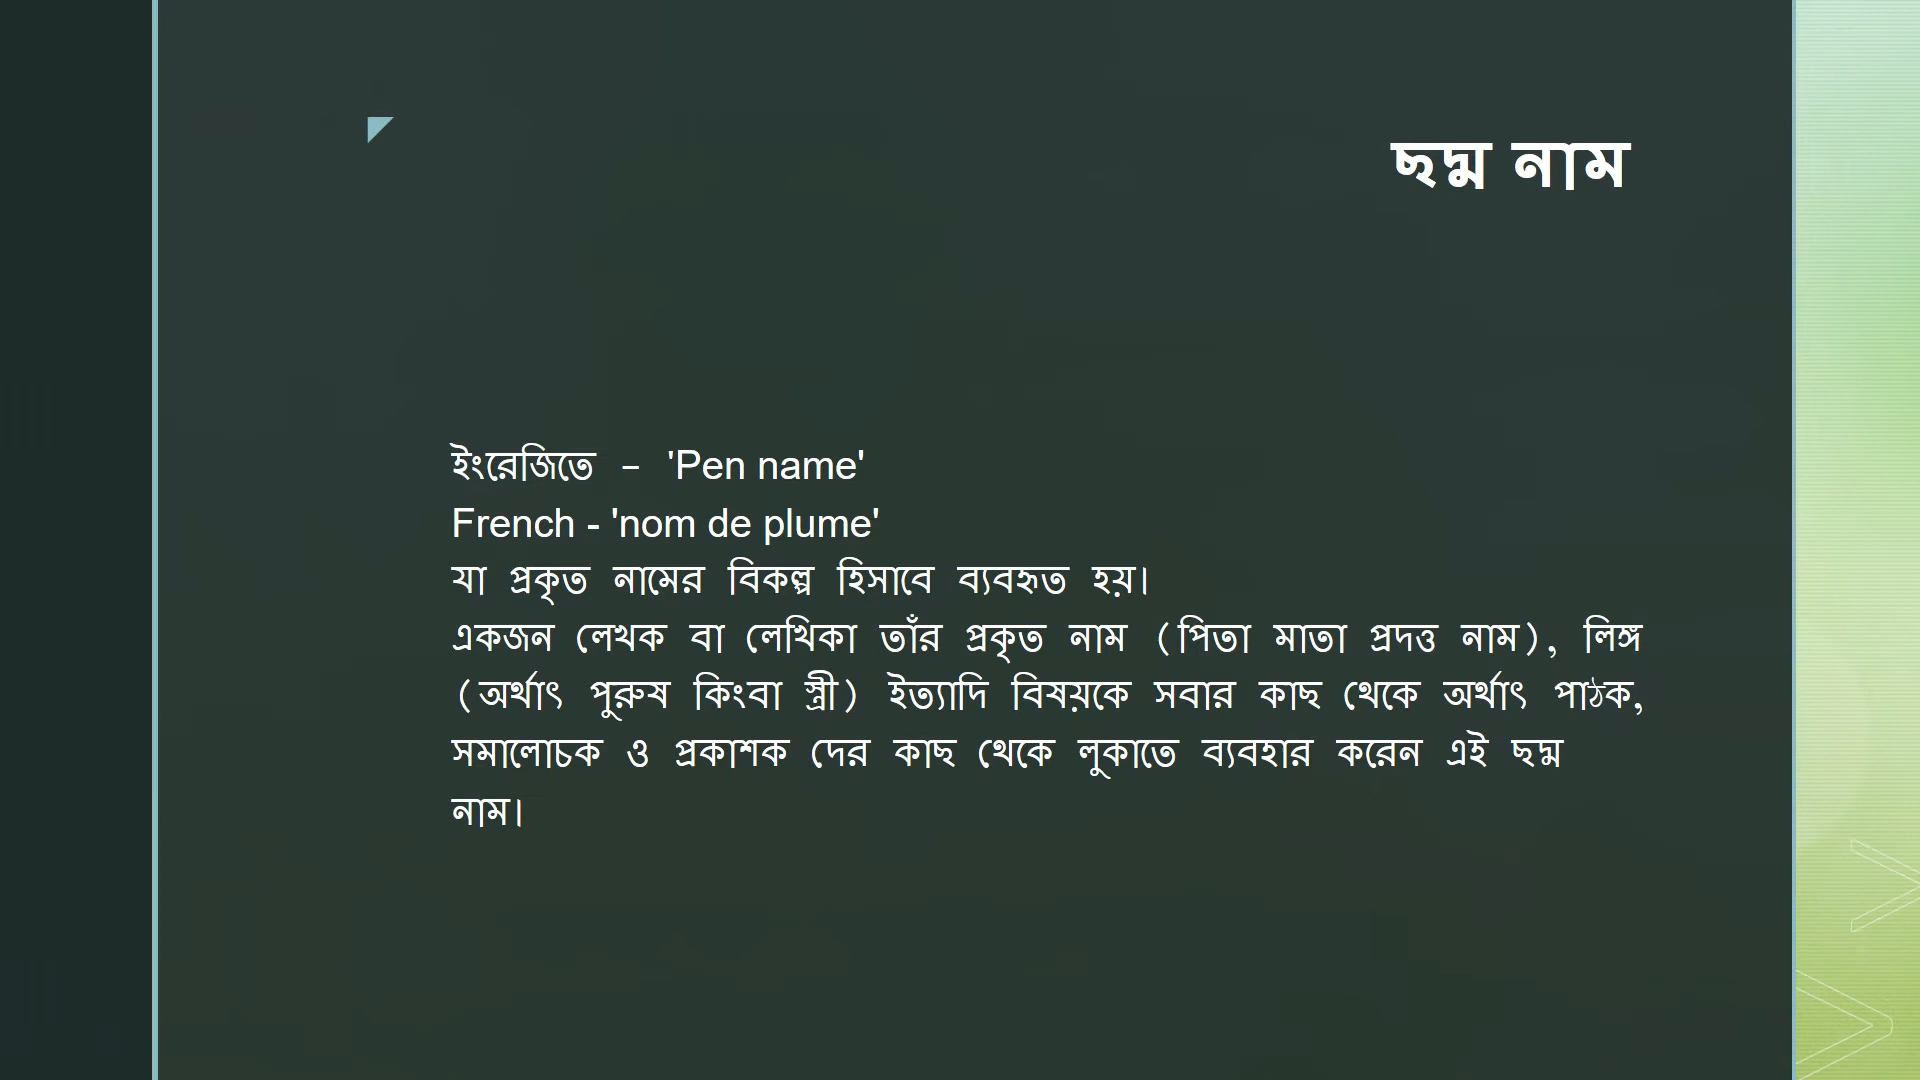 ছদ্ম নাম
ইংরেজিতে – 'Pen name'
French - 'nom de plume'
যা প্রকৃত নামের বিকল্প হিসাবে ব্যবহৃত হয়।
একজন লেখক বা লেখিকা তাঁর প্রকৃত নাম (পিতা মাতা প্রদত্ত নাম), লিঙ্গ
(অর্থাৎ পুরুষ কিংবা স্ত্রী) ইত্যাদি বিষয়কে সবার কাছ থেকে অর্থাৎ পাঠক,
সমালোচক ও প্রকাশক দের কাছ থেকে লুকাতে ব্যবহার করেন এই ছদ্ম
নাম।